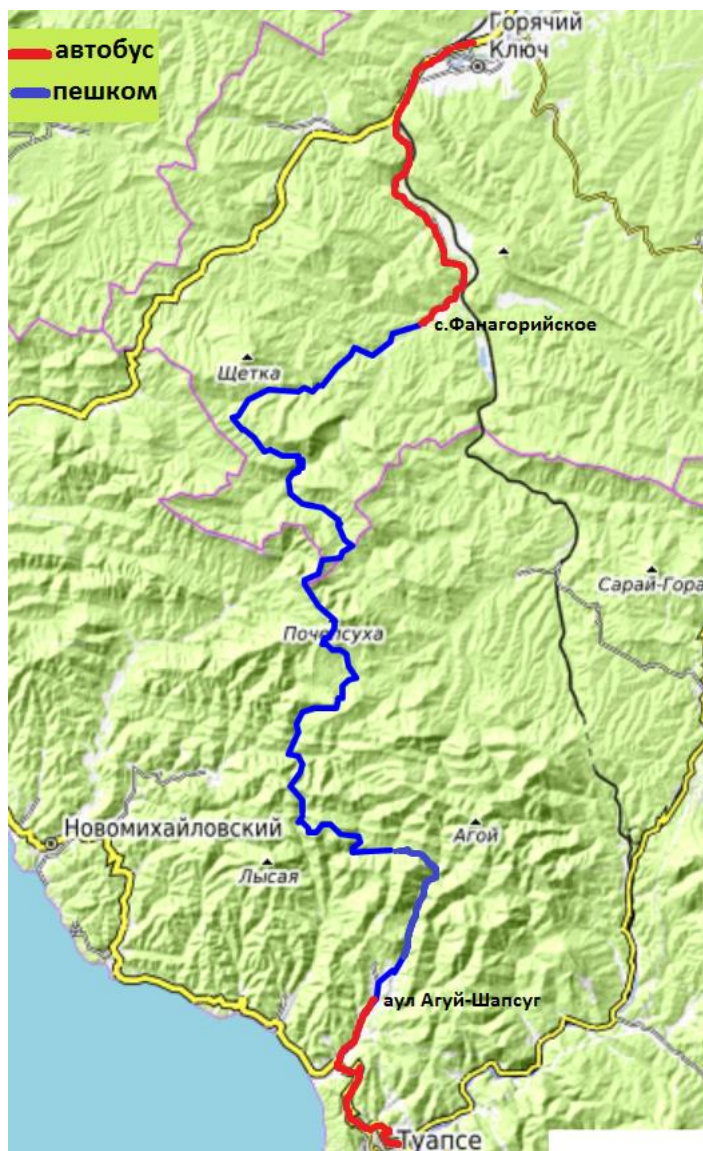 Горячий
Ключ
автобус
пешком
с.Фанагорийское
Щетка
Сарай-Гора
Почепсуха
Новомихайловский
Агой
Лысая
аул Агуй-Шапсуг
Туапсе